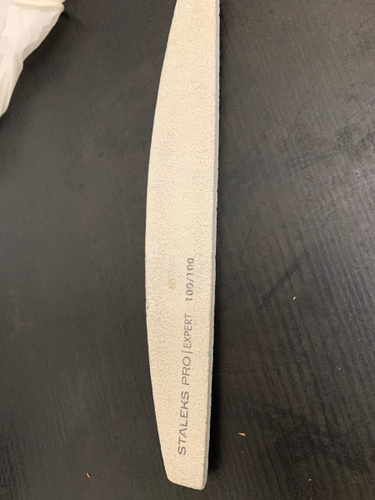 STALEKS PRO | EXPERT 100/100